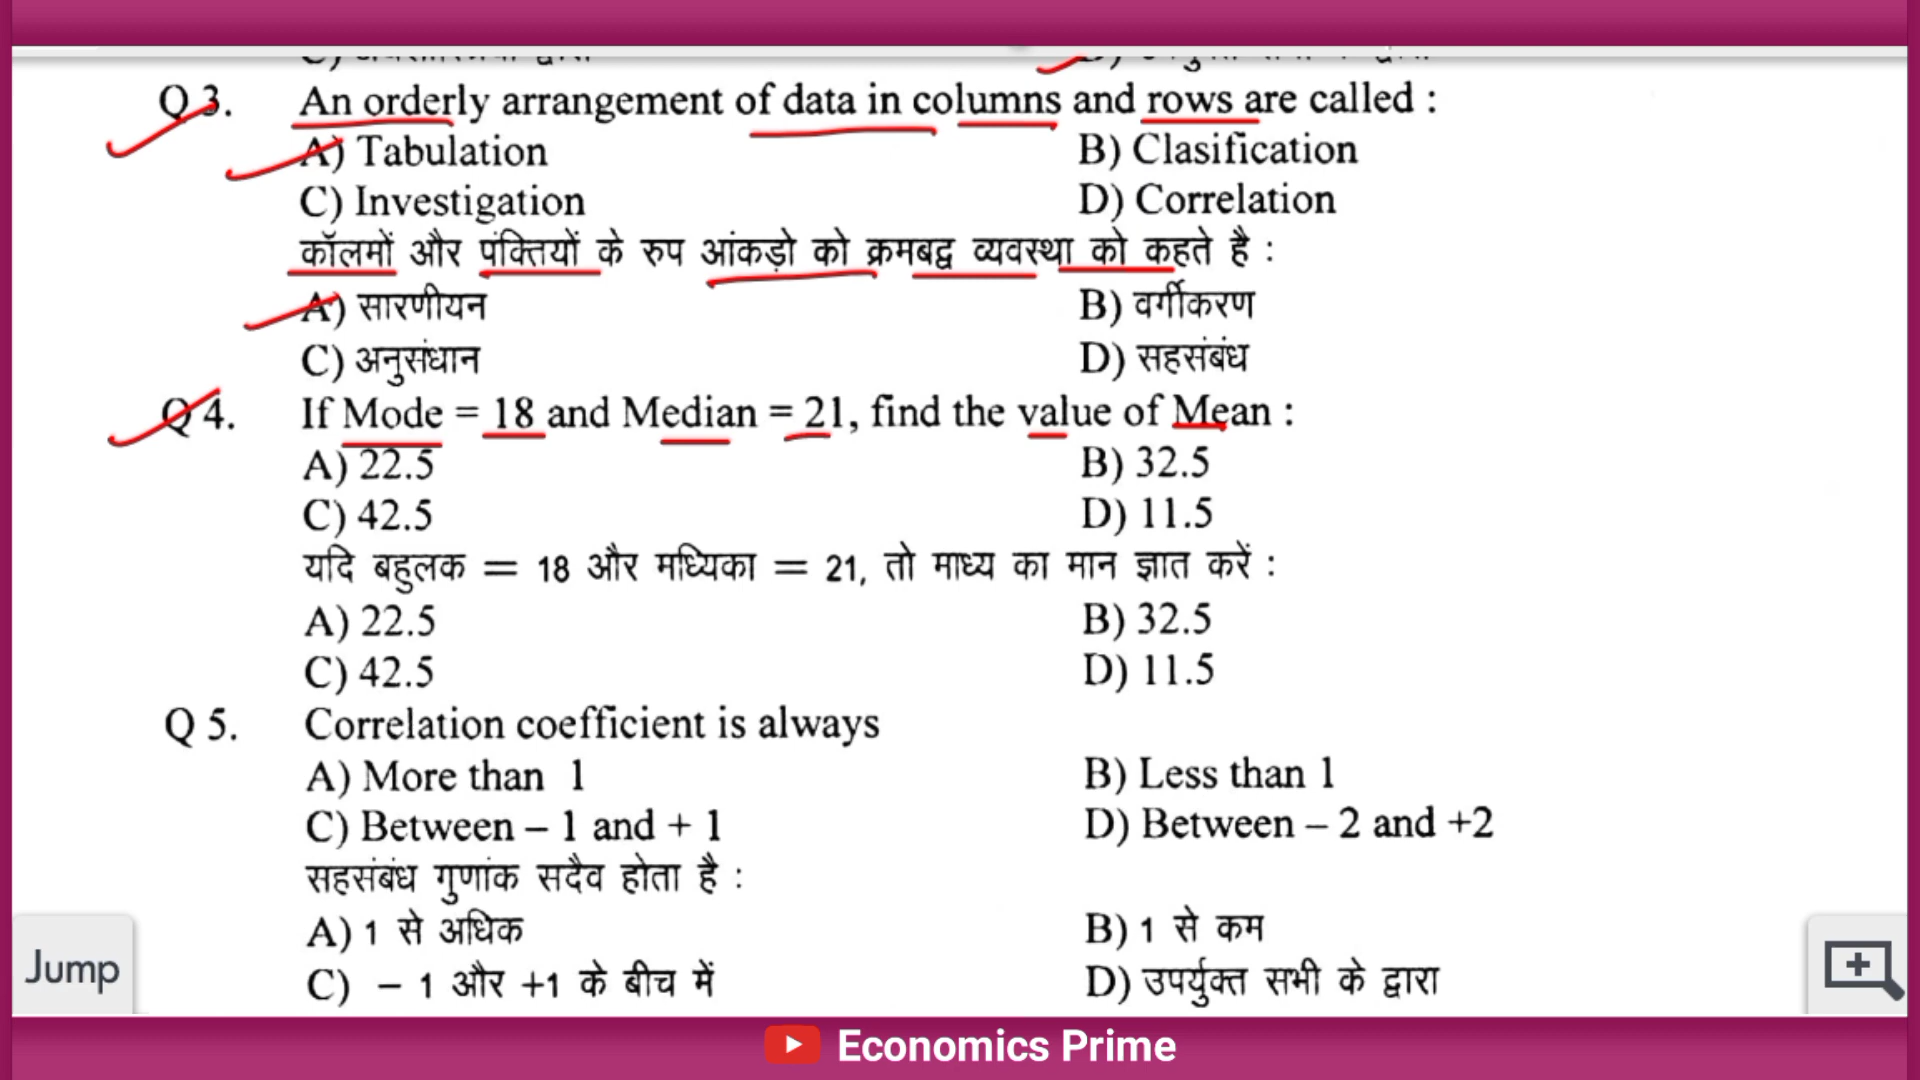 Q 3. An orderly arrangement of data in columns and rows are called :
A) Tabulation B) Clasification
C) Investigation D) Correlation
कॉलमों और पंक्तियों के रुप आंकड़ो को क्रमबद्व व्यवस्था को कहते है :
A) सारणीयन B) वर्गीकरण
C) अनुसंधान D) सहसंबंध
Q 4. If Mode = 18 and Median = 21, find the value of Mean :
A) 22.5 B) 32.5
C) 42.5 D) 11.5
यदि बहुलक = 18 और मध्यिका = 21, तो माध्य का मान ज्ञात करें :
A) 22.5 B) 32.5
C) 42.5 D) 11.5
Q 5. Correlation coefficient is always
A) More than 1 B) Less than 1
C) Between – 1 and + 1 D) Between – 2 and +2
सहसंबंध गुणांक सदैव होता है :
A) 1 से अधिक B) 1 से कम
C) – 1 और +1 के बीच में D) उपर्युक्त सभी के द्वारा
Jump
Economics Prime